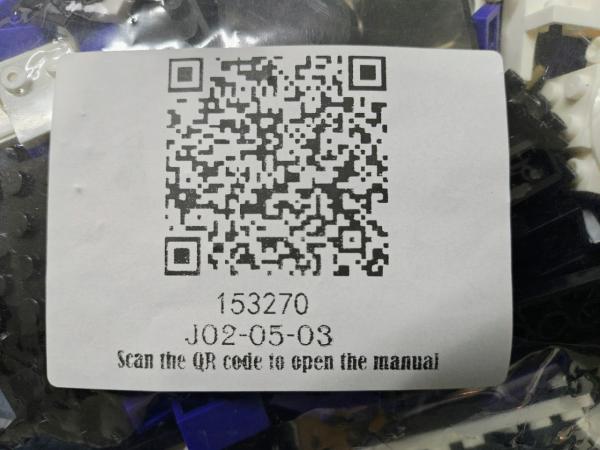 153270
J02-05-03
Scan the QR code to open the manual